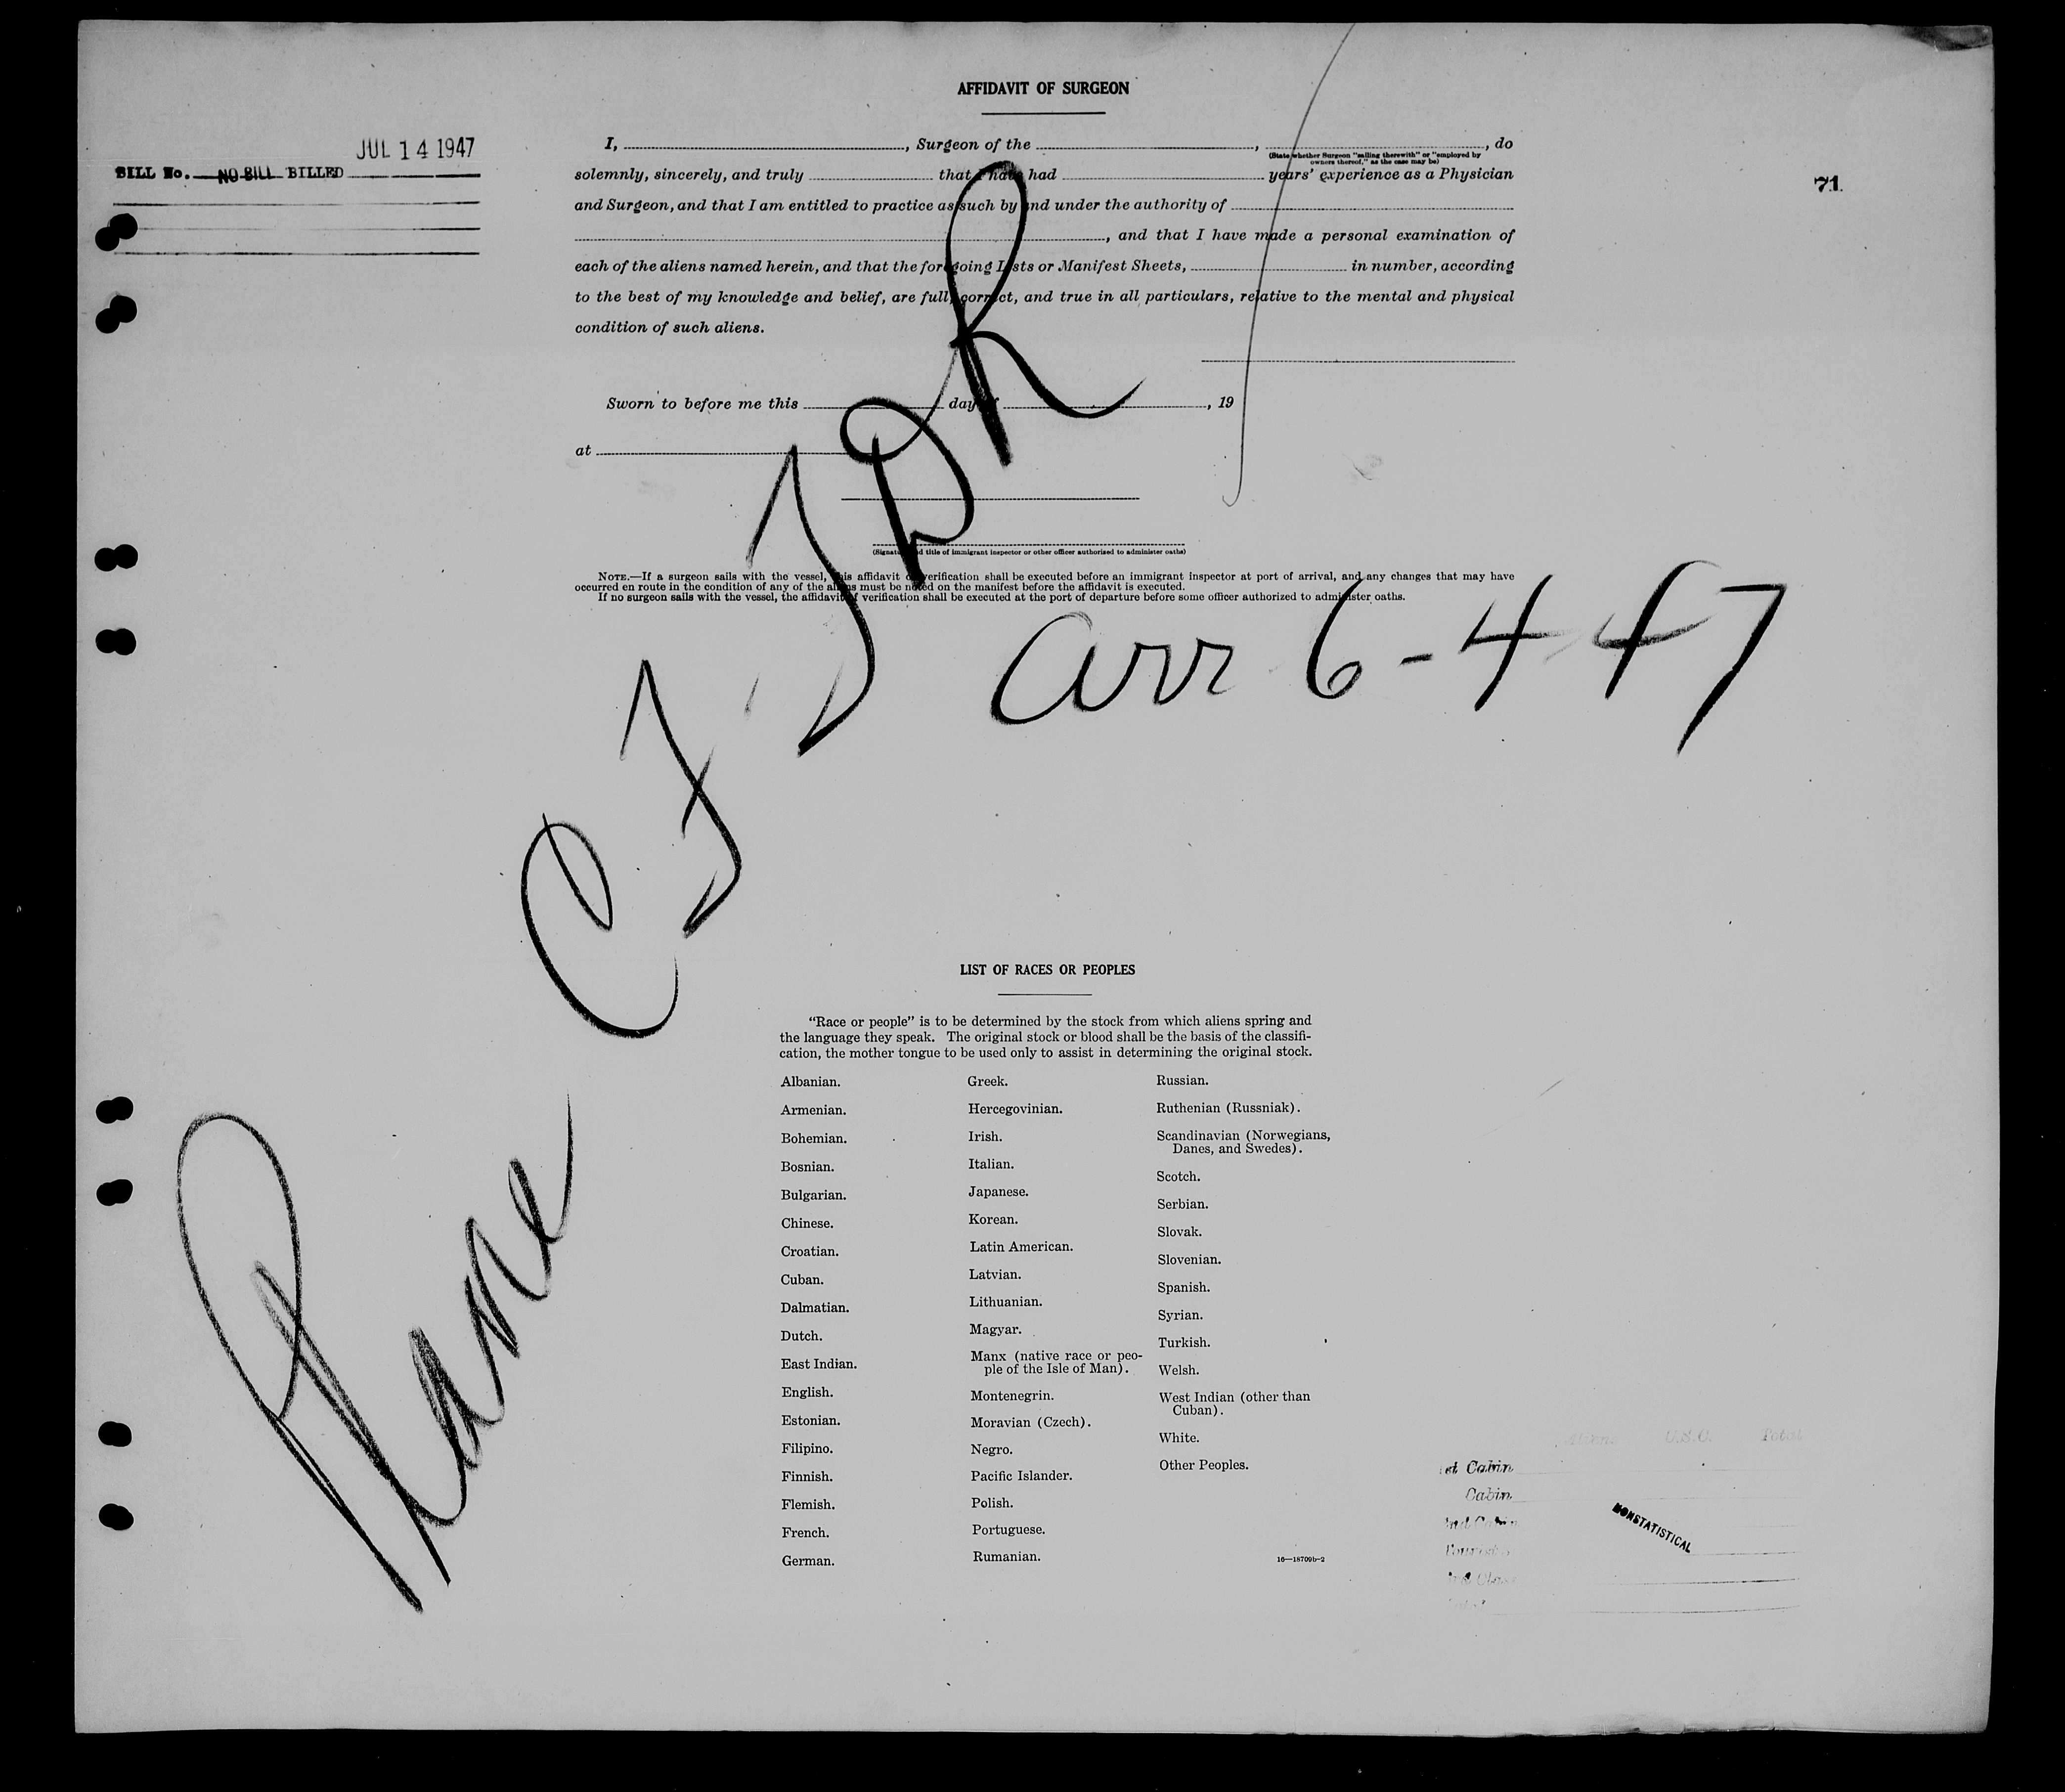 AFFIDAVIT OF SURGEON
JUL 14 1947
BILL No. NO BILL BILLED
71
I, , Surgeon of the , , do
(State whether Surgeon "sailing therewith" or "employed by
owners thereof," as the case may be)
solemnly, sincerely, and truly that I have had years' experience as a Physician
and Surgeon, and that I am entitled to practice as such by and under the authority of
, and that I have made a personal examination of
each of the aliens named herein, and that the foregoing Lists or Manifest Sheets, in number, according
to the best of my knowledge and belief, are full, correct, and true in all particulars, relative to the mental and physical
condition of such aliens.
Sworn to before me this day of , 19
at
(Signature and title of immigrant inspector or other officer authorized to administer oaths)
NOTE.—If a surgeon sails with the vessel, this affidavit of verification shall be executed before an immigrant inspector at port of arrival, and any changes that may have
occurred en route in the condition of any of the aliens must be noted on the manifest before the affidavit is executed.
If no surgeon sails with the vessel, the affidavit of verification shall be executed at the port of departure before some officer authorized to administer oaths.
Plane
arr 6-4-47
LIST OF RACES OR PEOPLES
"Race or people" is to be determined by the stock from which aliens spring and
the language they speak. The original stock or blood shall be the basis of the classifi-
cation, the mother tongue to be used only to assist in determining the original stock.
Albanian.
Armenian.
Bohemian.
Bosnian.
Bulgarian.
Chinese.
Croatian.
Cuban.
Dalmatian.
Dutch.
East Indian.
English.
Estonian.
Filipino.
Finnish.
Flemish.
French.
German.
Greek.
Hercegovinian.
Irish.
Italian.
Japanese.
Korean.
Latin American.
Latvian.
Lithuanian.
Magyar.
Manx (native race or peo-
ple of the Isle of Man).
Montenegrin.
Moravian (Czech).
Negro.
Pacific Islander.
Polish.
Portuguese.
Rumanian.
Russian.
Ruthenian (Russniak).
Scandinavian (Norwegians,
Danes, and Swedes).
Scotch.
Serbian.
Slovak.
Slovenian.
Spanish.
Syrian.
Turkish.
Welsh.
West Indian (other than
Cuban).
White.
Other Peoples.
16—18709b-2
Aliens U.S.C. Total
Cabin
Cabin
NONSTATISTICAL